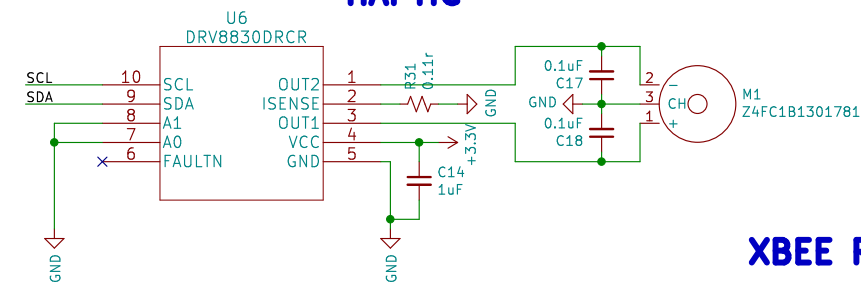 HAPTIC
U6
DRV8830DRCR
SCL
SDA
10
9
8
7
6
SCL
SDA
A1
A0
FAULTN
OUT2
ISENSE
OUT1
VCC
GND
1
2
3
4
5
R31
0.11r
GND
+3.3V
C14
1uF
0.1uF
C17
GND
0.1uF
C18
2
3
1
-
CH
+
M1
Z4FC1B1301781
GND
GND
XBEE